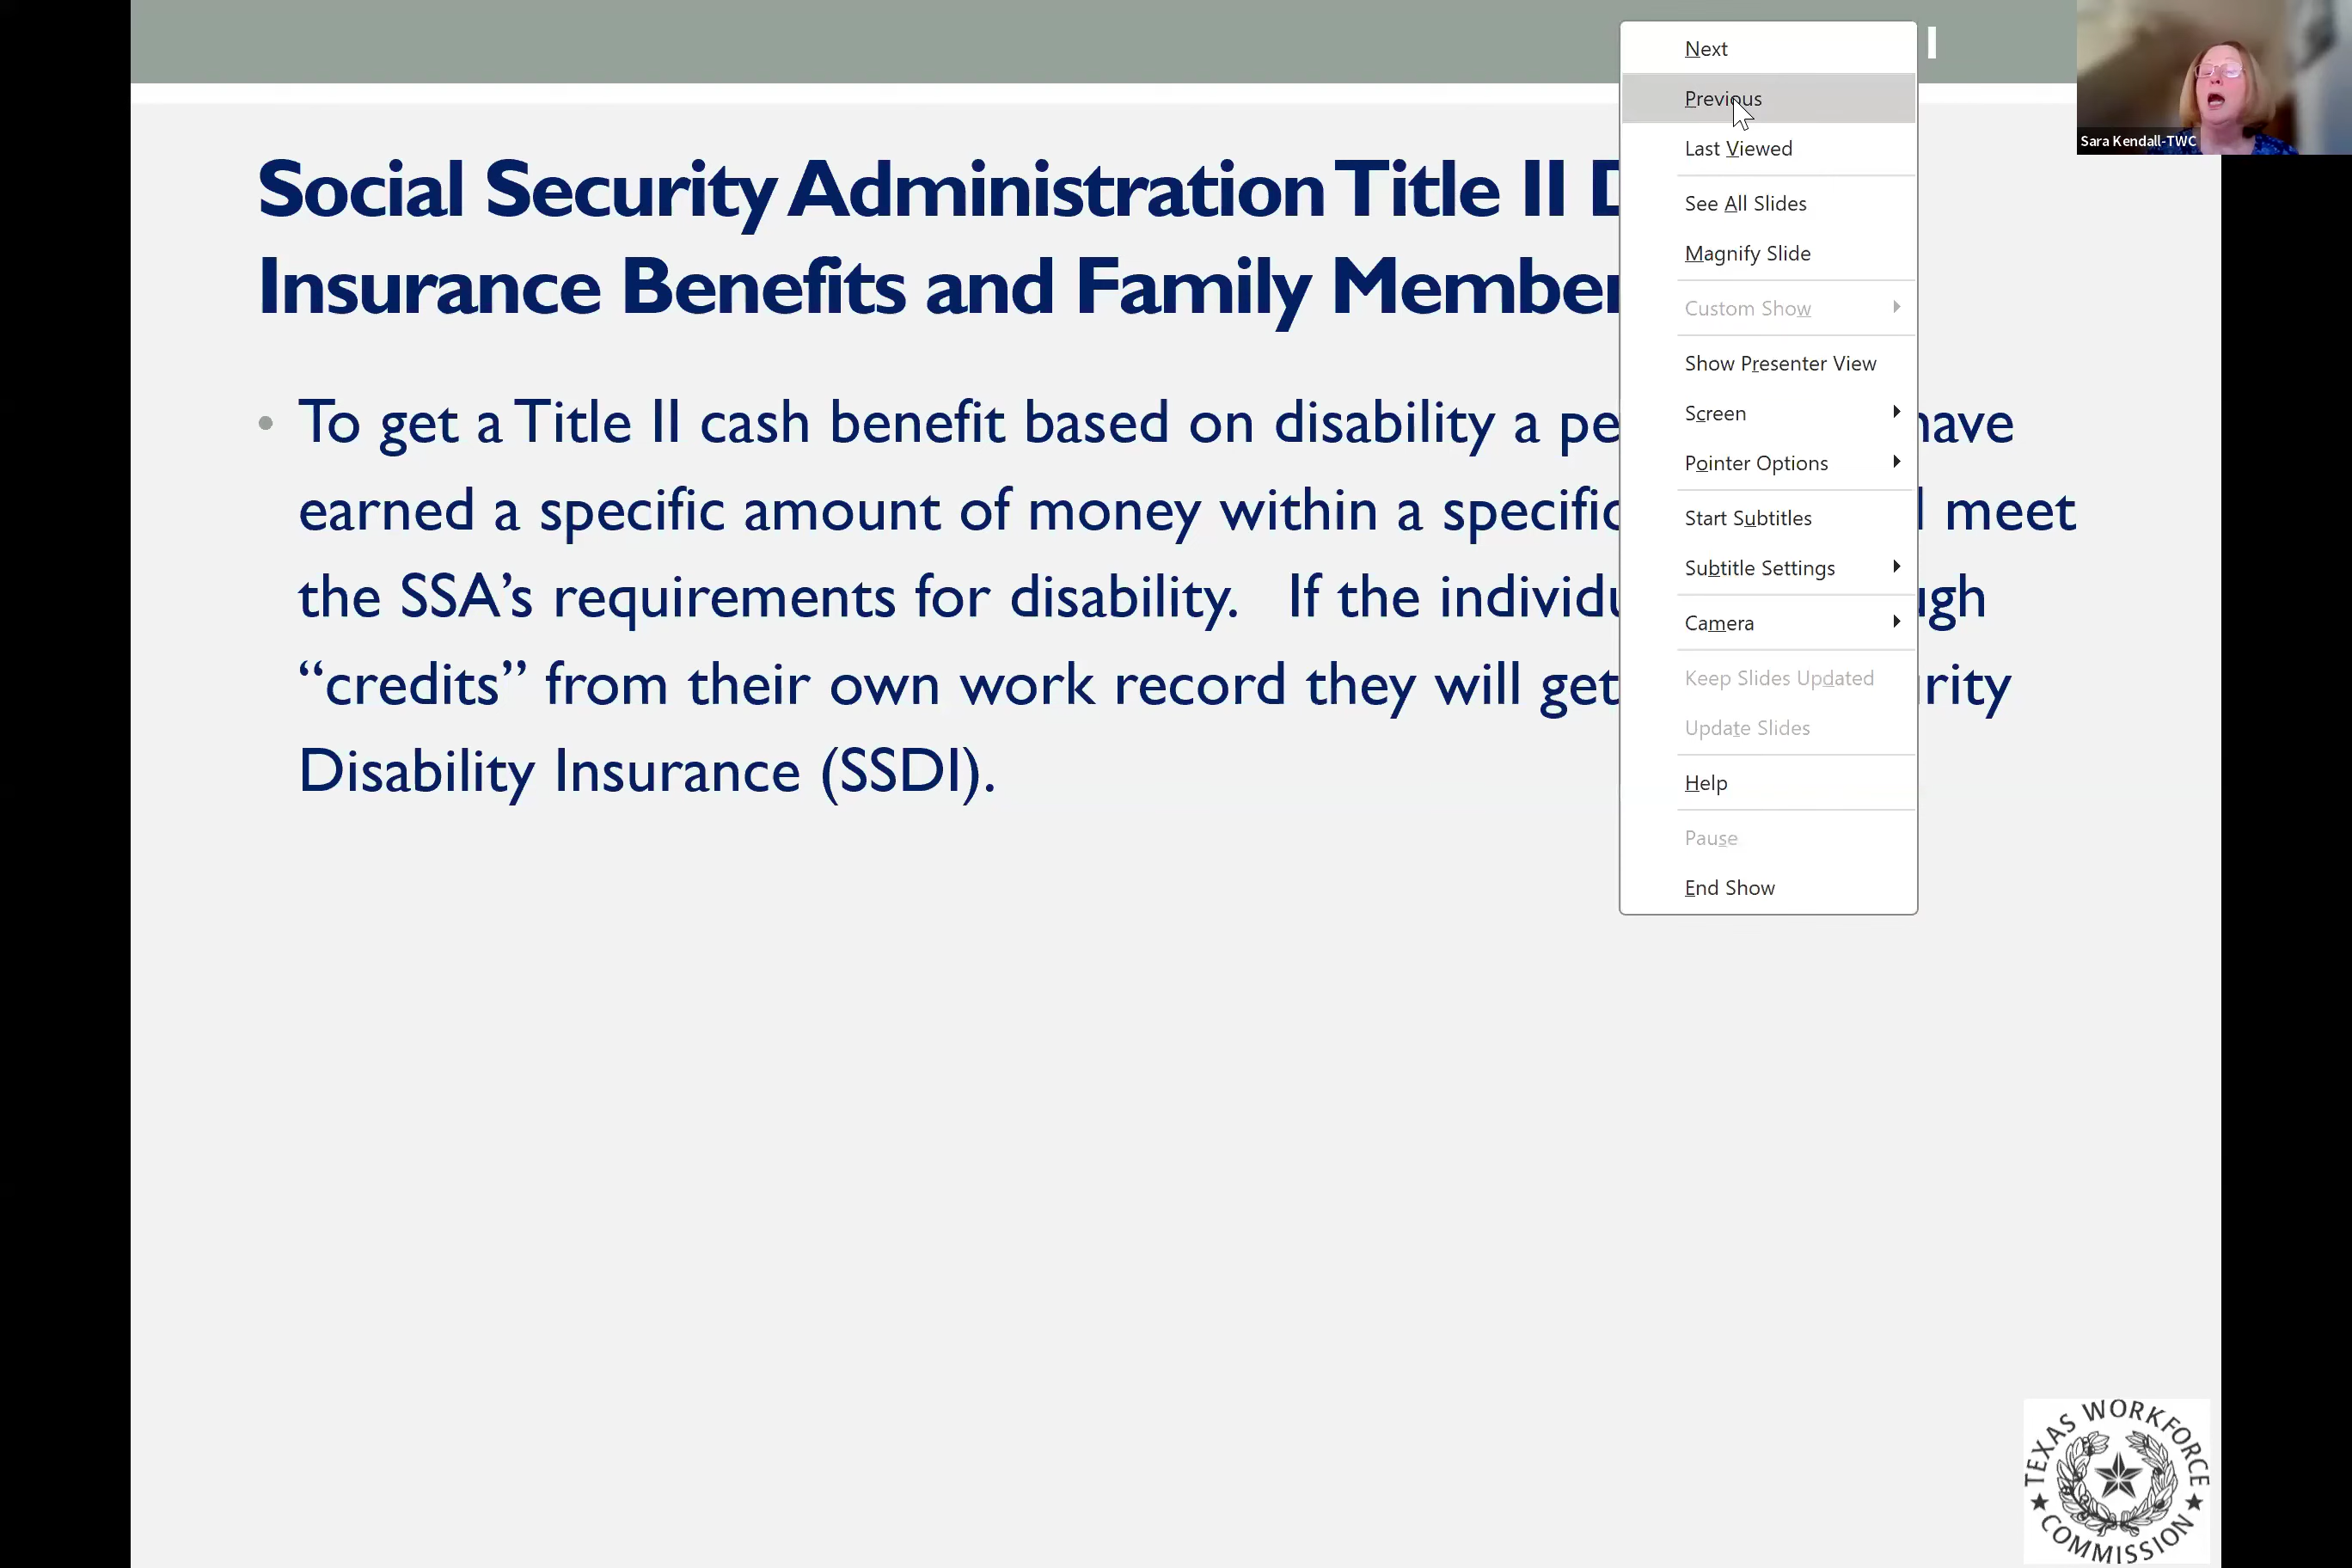 Social Security Administration Title II D
Insurance Benefits and Family Member
• To get a Title II cash benefit based on disability a pe have
earned a specific amount of money within a specific meet
the SSA's requirements for disability. If the individu ugh
“credits” from their own work record they will get rity
Disability Insurance (SSDI).
Next
Previous
Last Viewed
See All Slides
Magnify Slide
Custom Show
Show Presenter View
Screen
Pointer Options
Start Subtitles
Subtitle Settings
Camera
Keep Slides Updated
Update Slides
Help
Pause
End Show
Sara Kendall-TWC
TEXAS WORKFORCE
COMMISSION